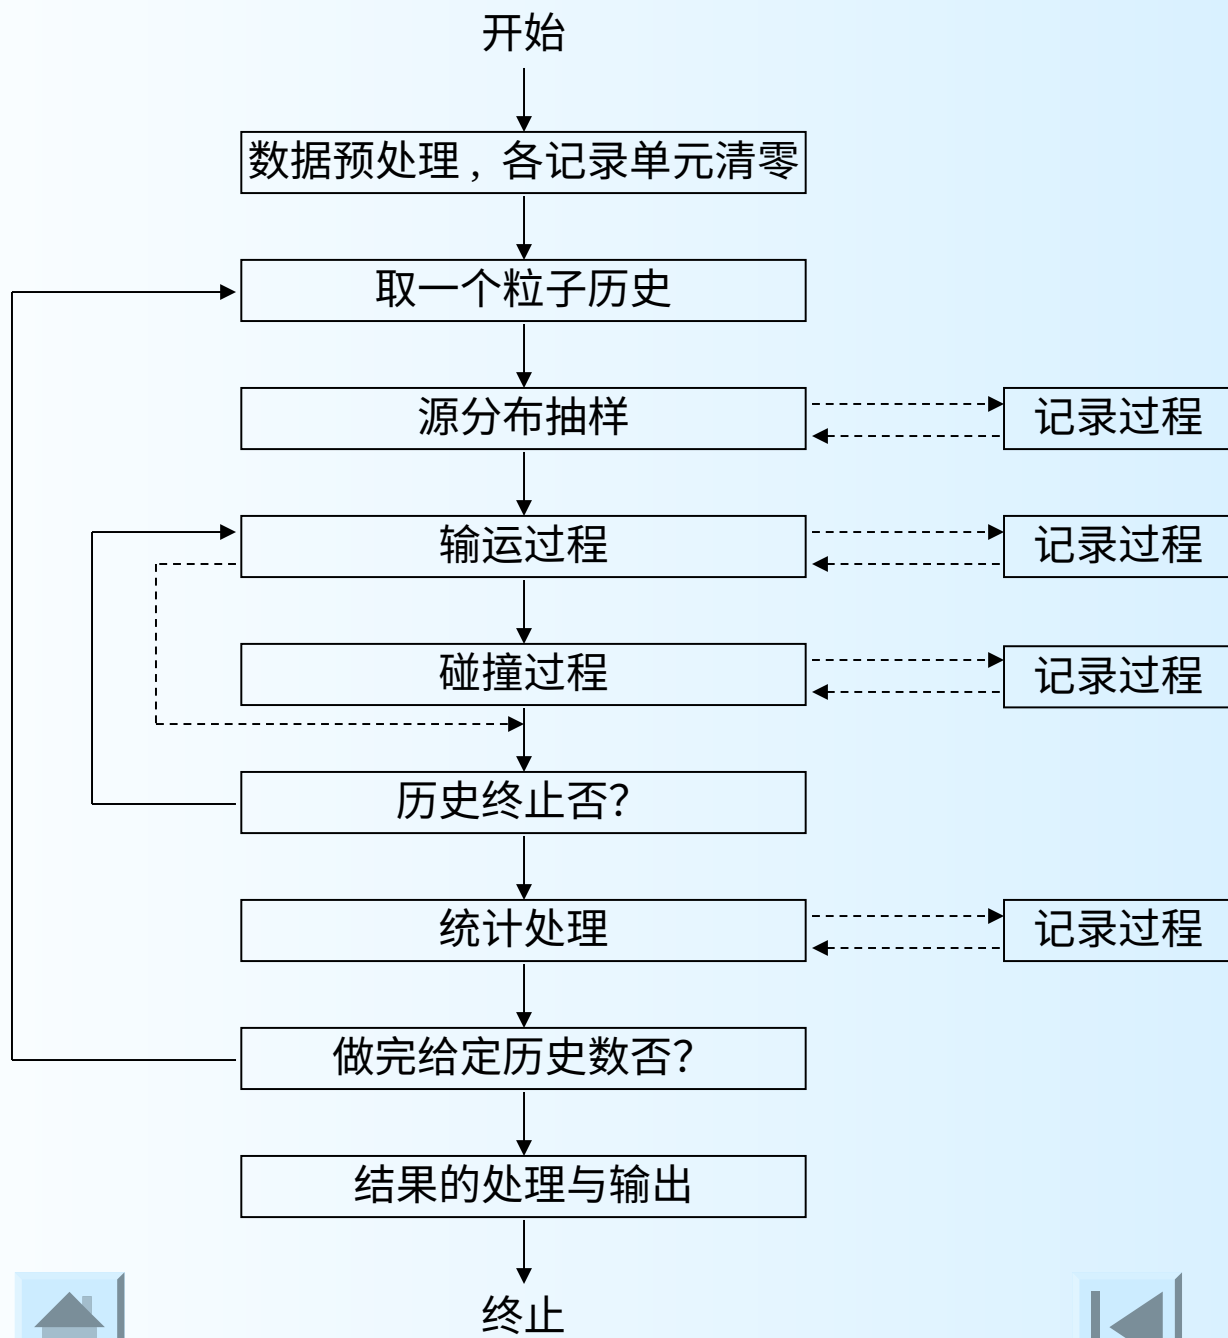 开始
数据预处理，各记录单元清零
取一个粒子历史
源分布抽样
记录过程
输运过程
记录过程
碰撞过程
记录过程
历史终止否？
统计处理
记录过程
做完给定历史数否？
结果的处理与输出
终止